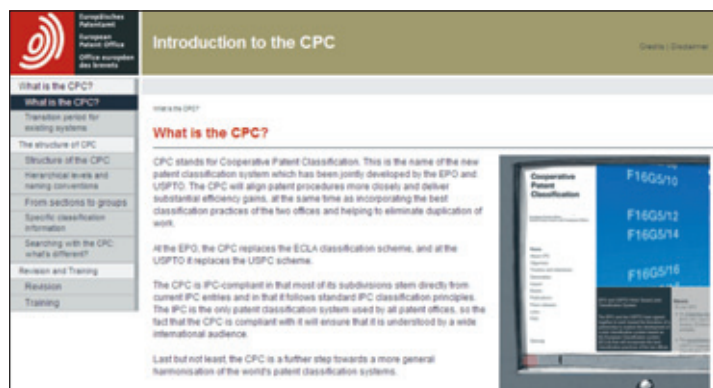 Europäisches
Patentamt
European
Patent Office
Office européen
des brevets
Introduction to the CPC
Credits | Disclaimer
What is the CPC?
What is the CPC?
Transition period for
existing systems
The structure of CPC
Structure of the CPC
Hierarchical levels and
naming conventions
From sections to groups
Specific classification
information
Searching with the CPC:
what's different?
Revision and Training
Revision
Training
What is the CPC?
What is the CPC?
CPC stands for Cooperative Patent Classification. This is the name of the new
patent classification system which has been jointly developed by the EPO and
USPTO. The CPC will align patent procedures more closely and deliver
substantial efficiency gains, at the same time as incorporating the best
classification practices of the two offices and helping to eliminate duplication of
work.
At the EPO, the CPC replaces the ECLA classification scheme, and at the
USPTO it replaces the USPC scheme.
The CPC is IPC-compliant in that most of its subdivisions stem directly from
current IPC entries and in that it follows standard IPC classification principles.
The IPC is the only patent classification system used by all patent offices, so the
fact that the CPC is compliant with it will ensure that it is understood by a wide
international audience.
Last but not least, the CPC is a further step towards a more general
harmonisation of the world's patent classification systems.
Cooperative
Patent
Classification
F16G5/10
F16G5/12
F16G5/14
F16G5/16